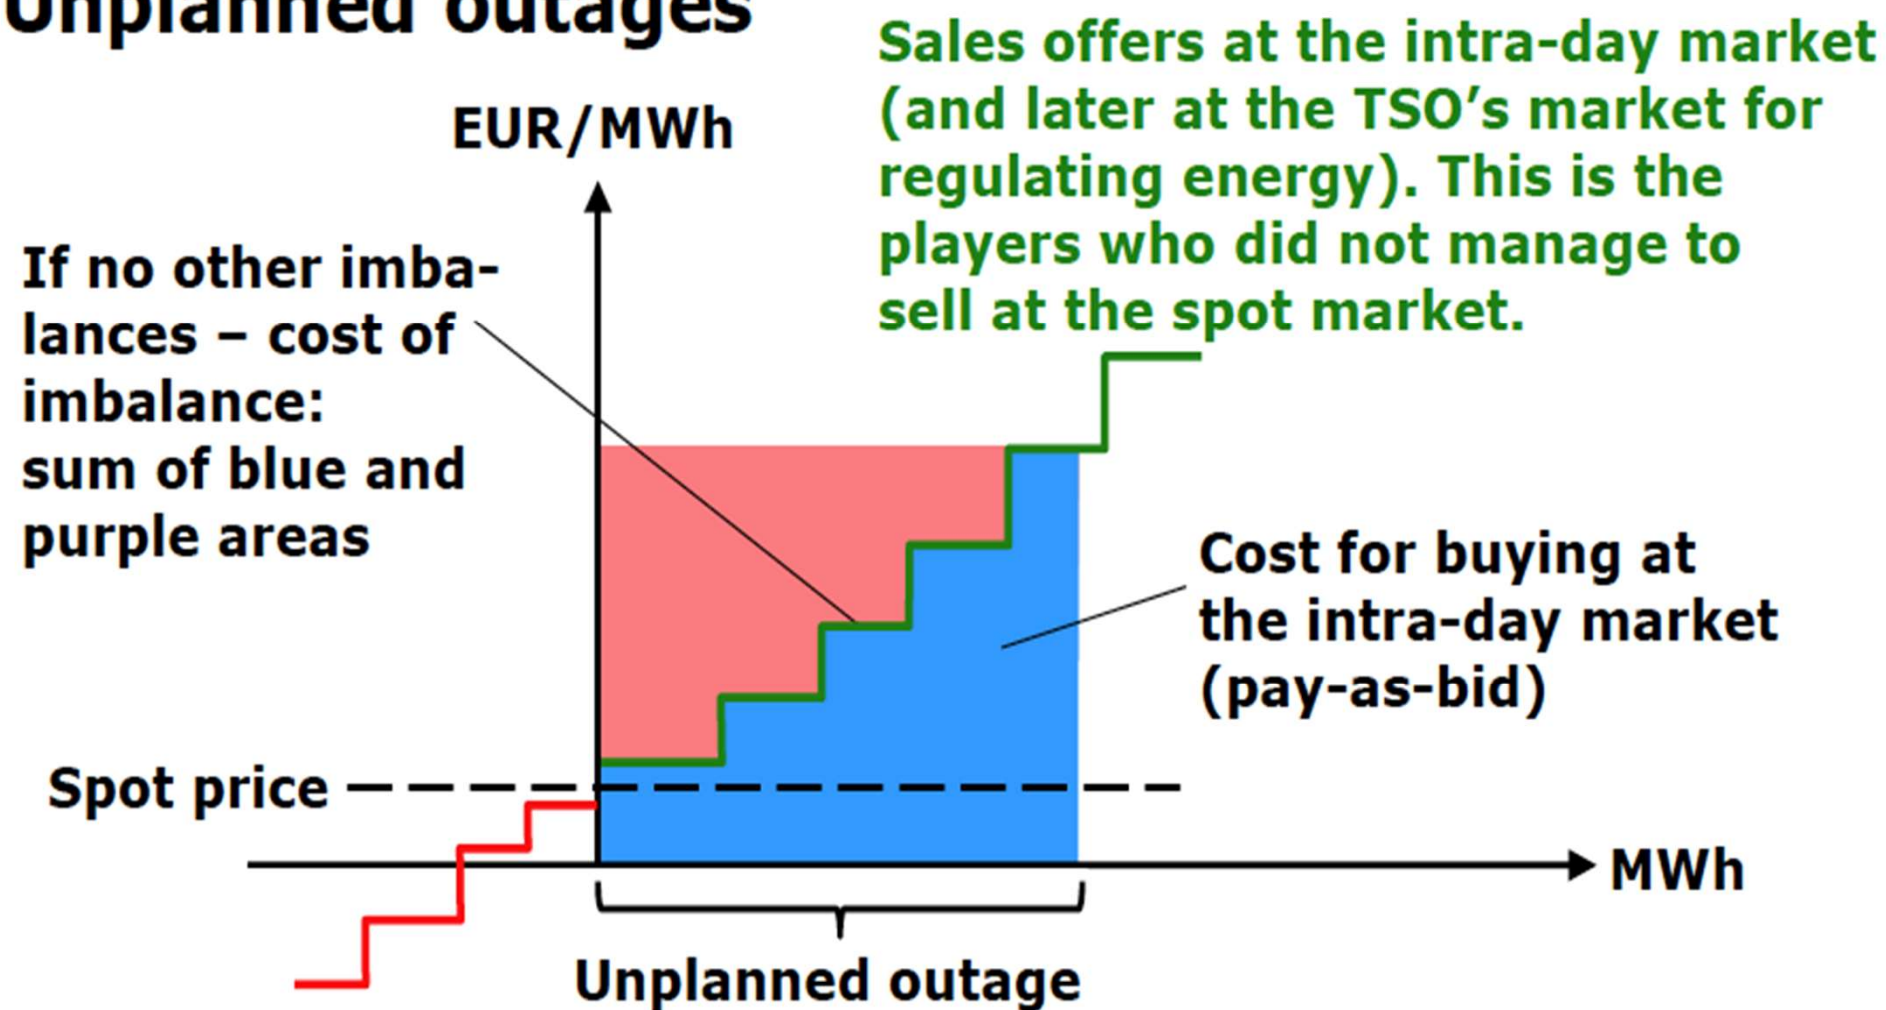 Unplanned outages
Sales offers at the intra-day market
(and later at the TSO’s market for
regulating energy). This is the
players who did not manage to
sell at the spot market.
EUR/MWh
If no other imba-
lances – cost of
imbalance:
sum of blue and
purple areas
Cost for buying at
the intra-day market
(pay-as-bid)
Spot price
MWh
Unplanned outage